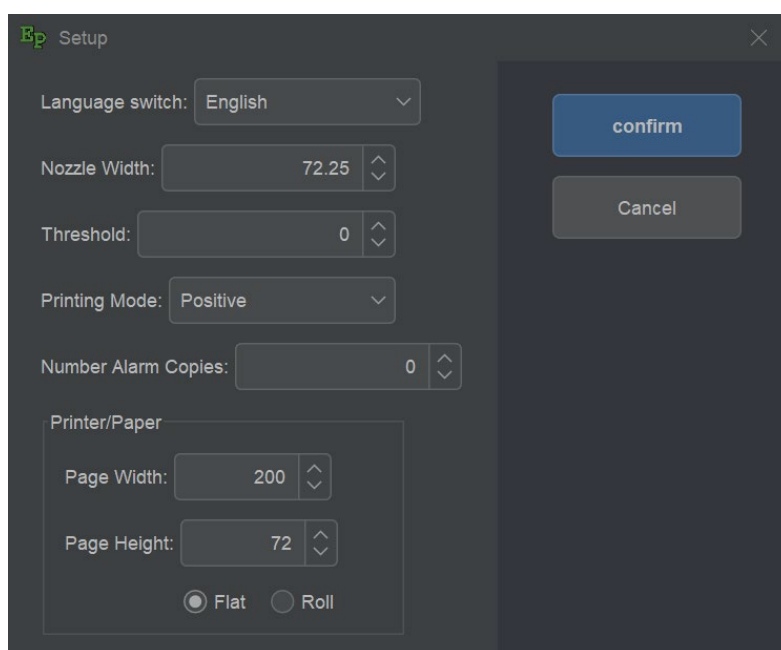 Ep Setup
Language switch: English
confirm
Nozzle Width: 72.25
Cancel
Threshold: 0
Printing Mode: Positive
Number Alarm Copies: 0
Printer/Paper
Page Width: 200
Page Height: 72
Flat Roll